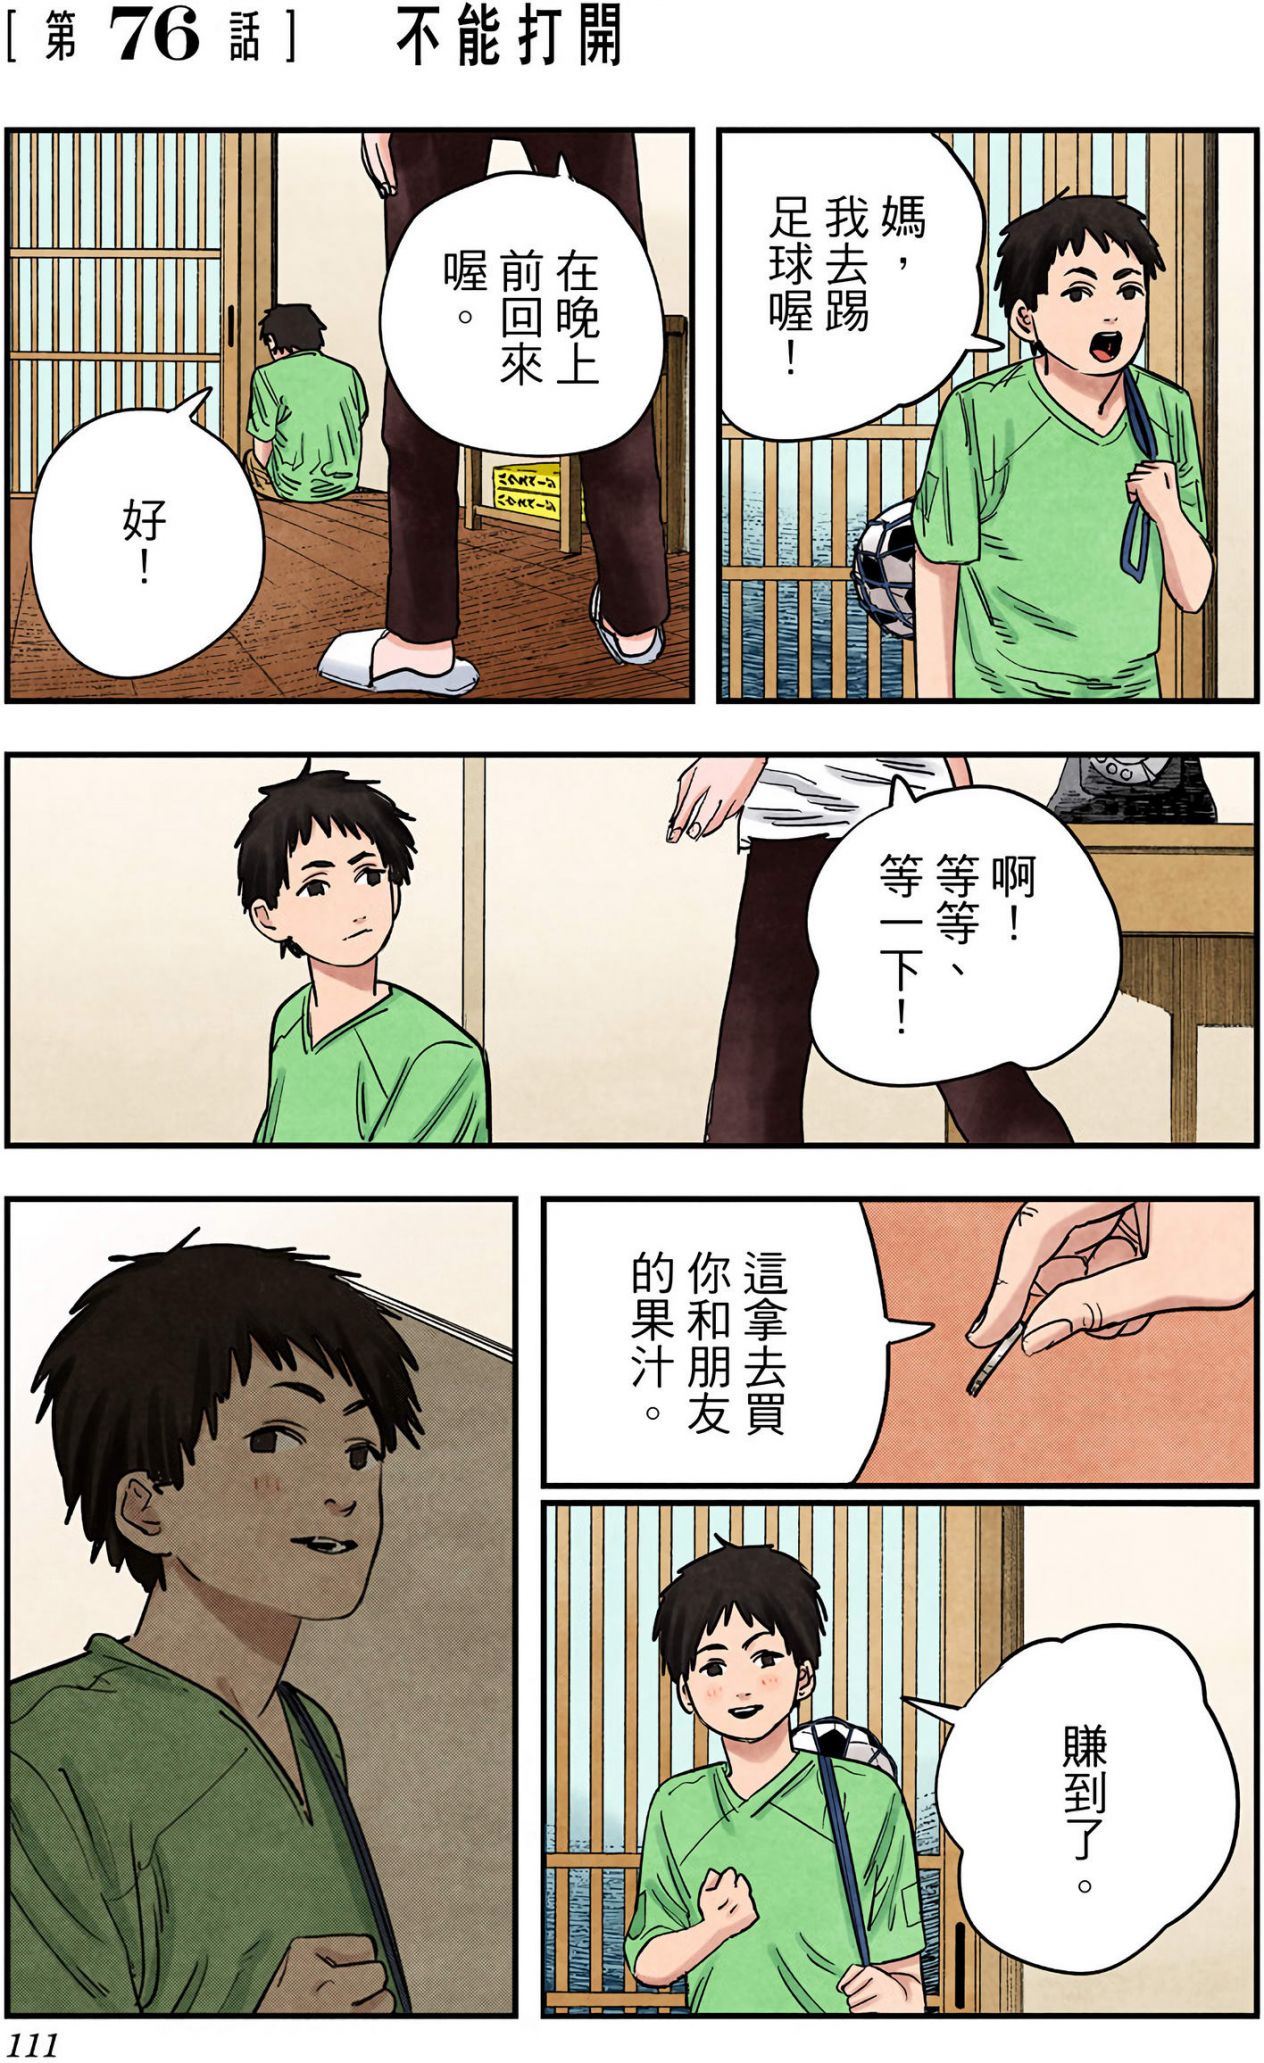 [第76話] 不能打開
媽，
我去踢
足球喔！
在晚上
前回來
喔。
好！
啊！
等等、
等一下！
這拿去買
你和朋友
的果汁。
賺到了。
111